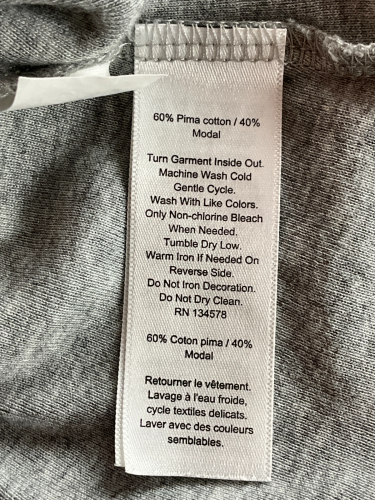 60% Pima cotton / 40%
Modal
Turn Garment Inside Out.
Machine Wash Cold
Gentle Cycle.
Wash With Like Colors.
Only Non-chlorine Bleach
When Needed.
Tumble Dry Low.
Warm Iron If Needed On
Reverse Side.
Do Not Iron Decoration.
Do Not Dry Clean.
RN 134578
60% Coton pima / 40%
Modal
Retourner le vêtement.
Lavage à l'eau froide,
cycle textiles delicats.
Laver avec des couleurs
semblables.